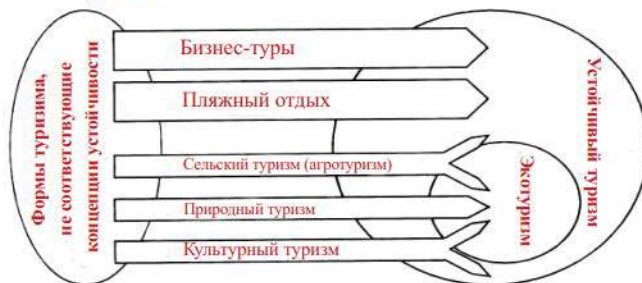 Формы туризима,
не соответствующие
концепции устойчивости
Бизнес-туры
Пляжный отдых
Сельский туризм (агротуризм)
Природный туризм
Культурный туризм
Экотуризм
Устойчивый туризм